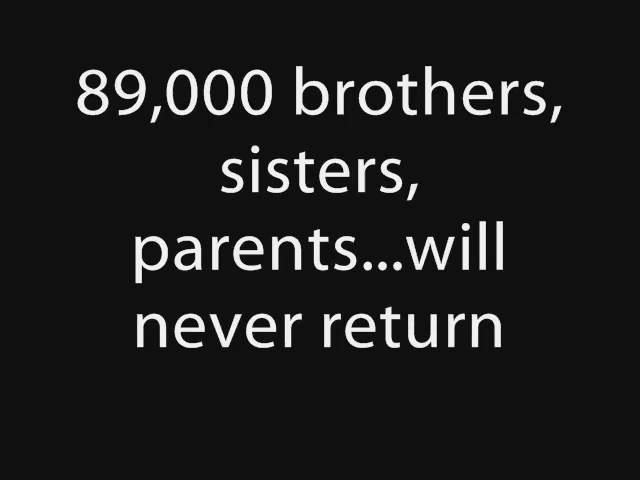 89,000 brothers,
sisters,
parents...will
never return